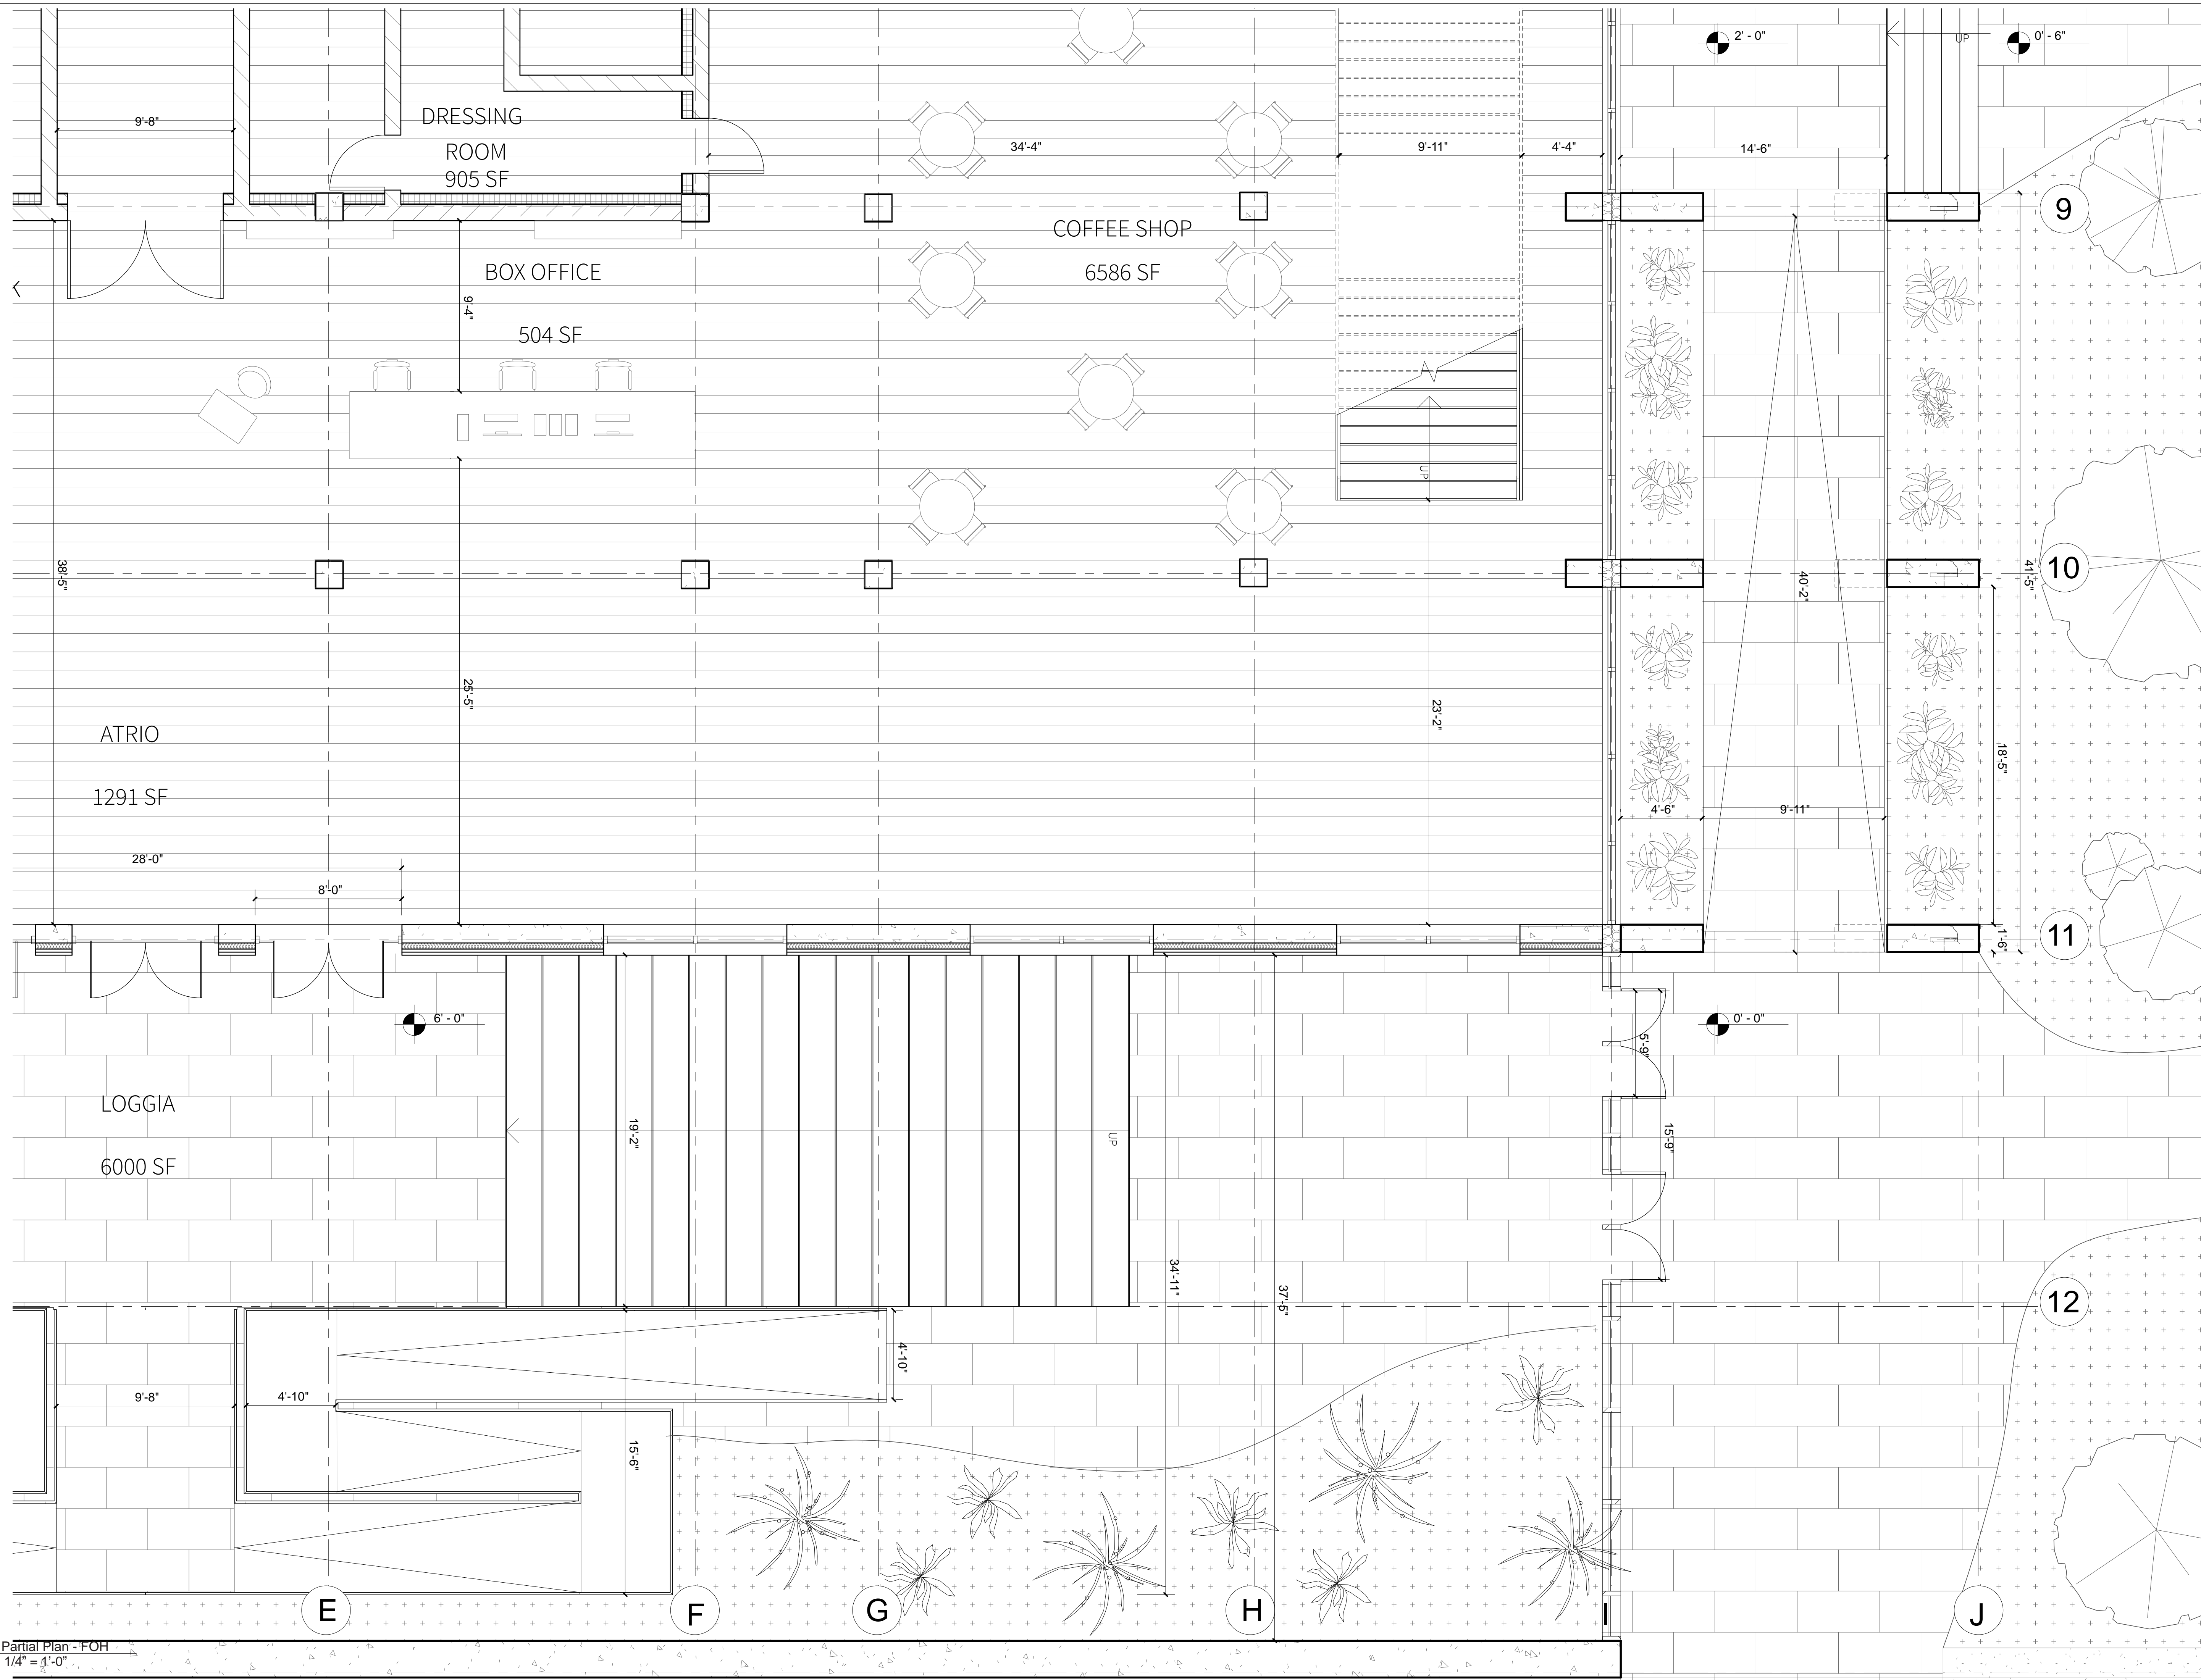 2' - 0"
UP
0' - 6"
DRESSING
9'-8"
ROOM
34'-4"
9'-11"
4'-4"
14'-6"
905 SF
9
COFFEE SHOP
BOX OFFICE
6586 SF
9'-4"
504 SF
UP
38'-5"
40'-2"
41'-5"
10
25'-5"
23'-2"
ATRIO
18'-5"
1291 SF
4'-6"
9'-11"
28'-0"
8'-0"
11
1'-6"
6' - 0"
0' - 0"
5'-9"
LOGGIA
19'-2"
UP
15'-9"
6000 SF
34'-11"
37'-5"
12
4'-10"
9'-8"
4'-10"
15'-6"
E
F
G
H
I
J
Partial Plan - FOH
1/4" = 1'-0"